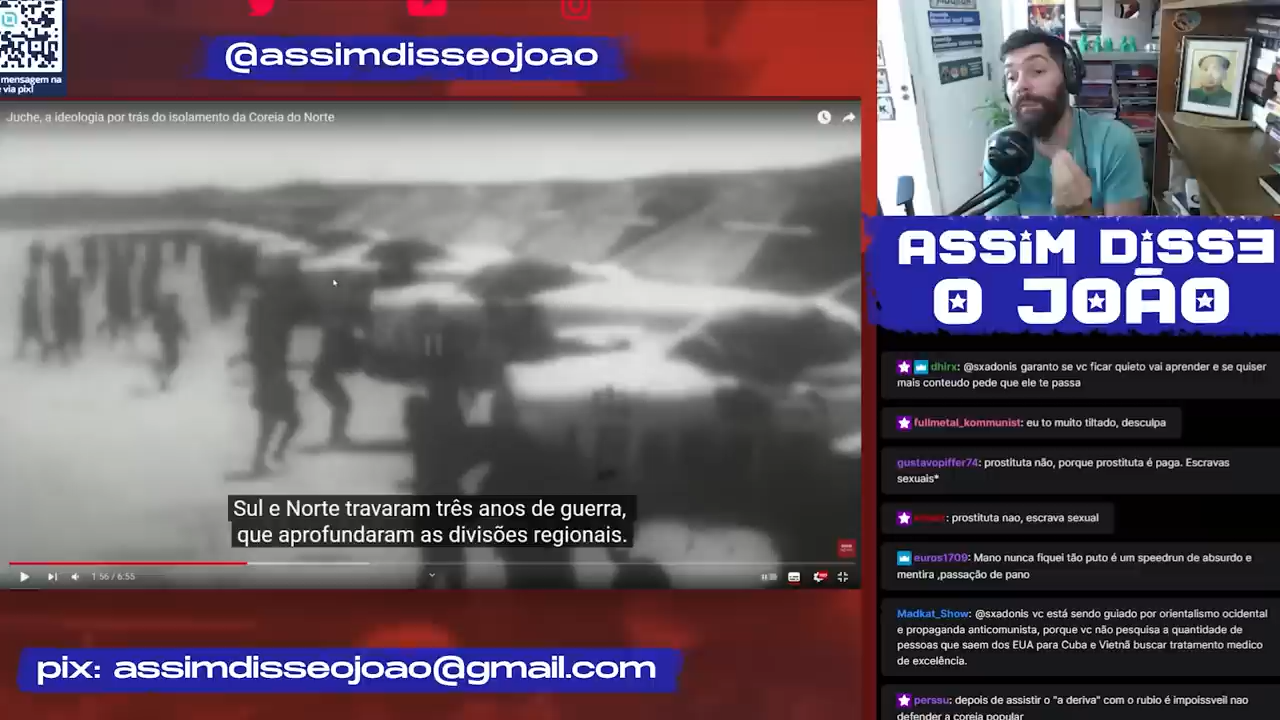 mensagem na
e via pix!
@assimdisseojoao
Juche, a ideologia por trás do isolamento da Coreia do Norte
Sul e Norte travaram três anos de guerra,
que aprofundaram as divisões regionais.
1:56 / 6:55
pix: assimdisseojoao@gmail.com
ASSIM DISSE
O JOÃO
dhirx: @sxadonis garanto se vc ficar quieto vai aprender e se quiser
mais conteudo pede que ele te passa
fullmetal_kommunist: eu to muito tiltado, desculpa
gustavopiffer74: prostituta não, porque prostituta é paga. Escravas
sexuais*
: prostituta nao, escrava sexual
euros1709: Mano nunca fiquei tão puto é um speedrun de absurdo e
mentira ,passação de pano
Madkat_Show: @sxadonis vc está sendo guiado por orientalismo ocidental
e propaganda anticomunista, porque vc não pesquisa a quantidade de
pessoas que saem dos EUA para Cuba e Vietnã buscar tratamento medico
de excelência.
perssu: depois de assistir o "a deriva" com o rubio é impoissveil nao
defender a coreia popular